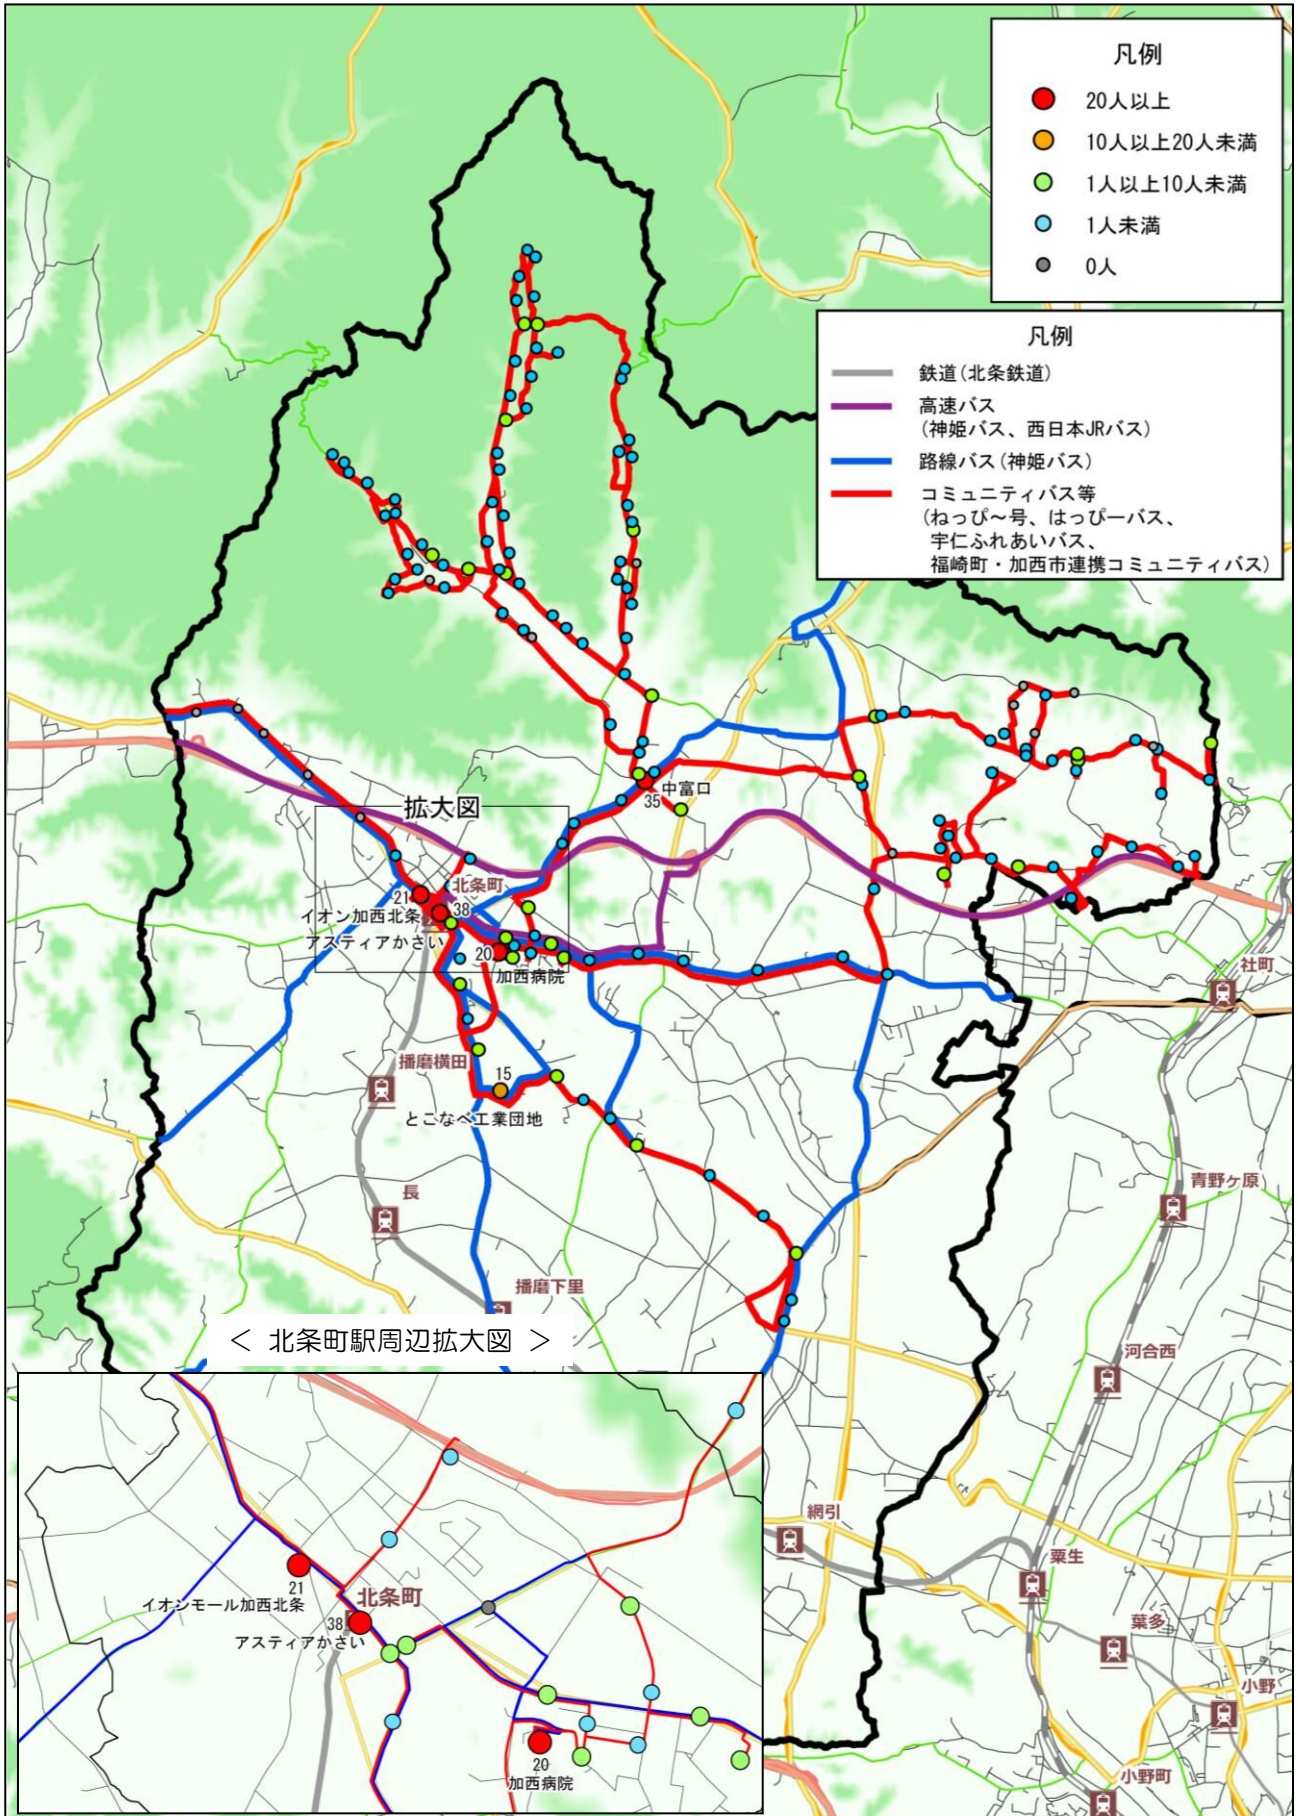 凡例
20人以上
10人以上20人未満
1人以上10人未満
1人未満
0人
凡例
鉄道(北条鉄道)
高速バス
(神姫バス、西日本JRバス)
路線バス(神姫バス)
コミュニティバス等
(ねっぴ～号、はっぴーバス、
宇仁ふれあいバス、
福崎町・加西市連携コミュニティバス)
中富口
35
拡大図
北条町
21
38
イオン加西北条
アスティアかさい
20
加西病院
社町
播磨横田
15
とこなべ工業団地
青野ヶ原
長
播磨下里
河合西
＜ 北条町駅周辺拡大図 ＞
網引
粟生
葉多
小野
小野町
21
イオンモール加西北条
北条町
38
アスティアかさい
20
加西病院